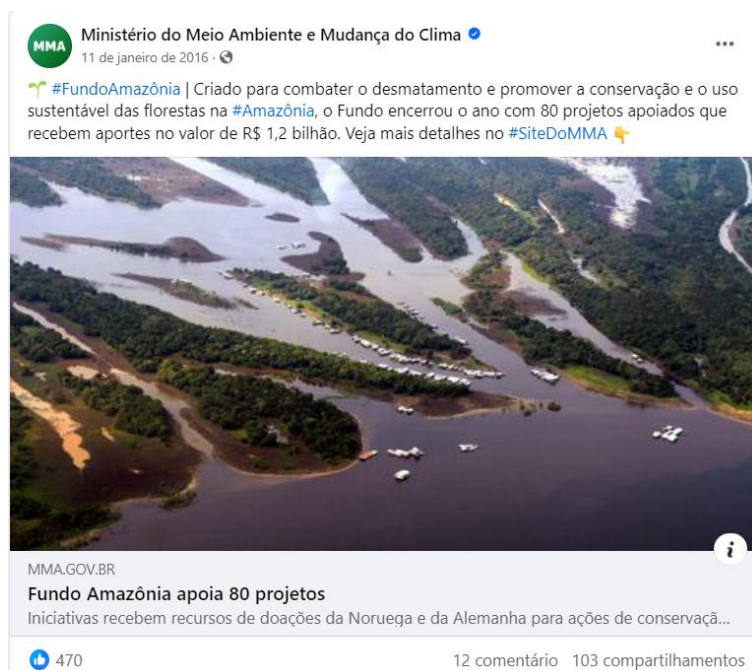 MMA
Ministério do Meio Ambiente e Mudança do Clima
11 de janeiro de 2016 ·
#FundoAmazônia | Criado para combater o desmatamento e promover a conservação e o uso
sustentável das florestas na #Amazônia, o Fundo encerrou o ano com 80 projetos apoiados que
recebem aportes no valor de R$ 1,2 bilhão. Veja mais detalhes no #SiteDoMMA
MMA.GOV.BR
Fundo Amazônia apoia 80 projetos
Iniciativas recebem recursos de doações da Noruega e da Alemanha para ações de conservaçã...
470
12 comentário 103 compartilhamentos